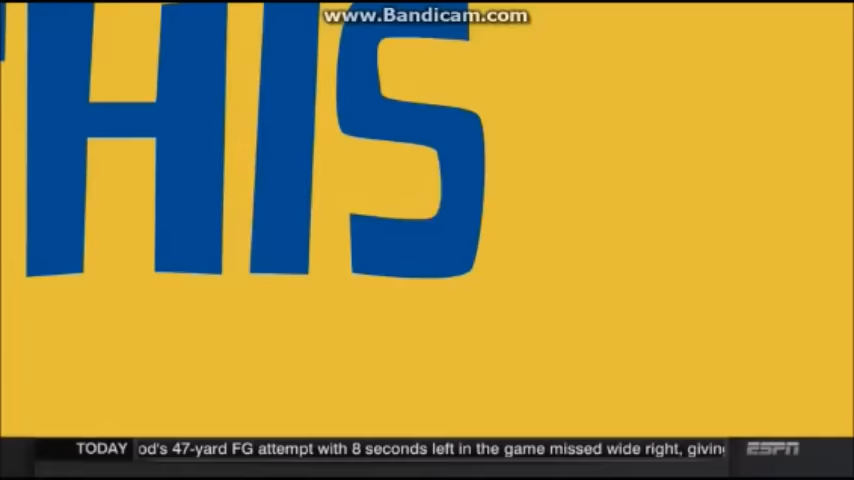 www.Bandicam.com
HIS
TODAY od's 47-yard FG attempt with 8 seconds left in the game missed wide right, givin ESPN